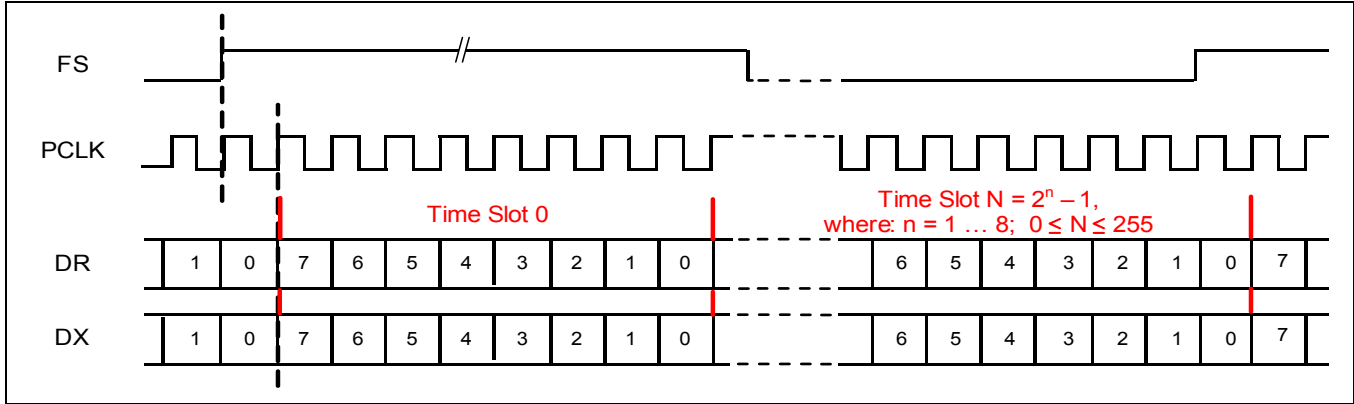 FS
PCLK
Time Slot 0
Time Slot N = 2ⁿ – 1,
where: n = 1 … 8; 0 ≤ N ≤ 255
DR 1 0 7 6 5 4 3 2 1 0 6 5 4 3 2 1 0 7
DX 1 0 7 6 5 4 3 2 1 0 6 5 4 3 2 1 0 7